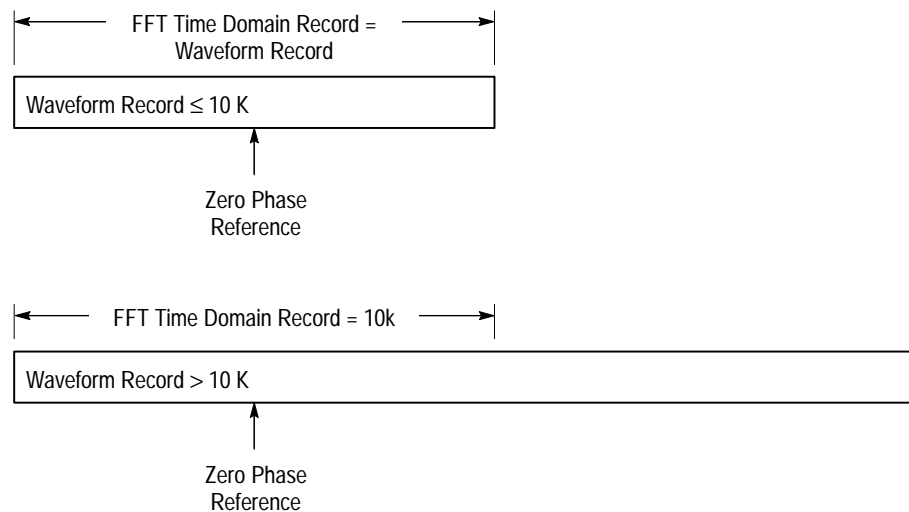 FFT Time Domain Record =
Waveform Record
Waveform Record ≤ 10 K
Zero Phase
Reference
FFT Time Domain Record = 10k
Waveform Record > 10 K
Zero Phase
Reference